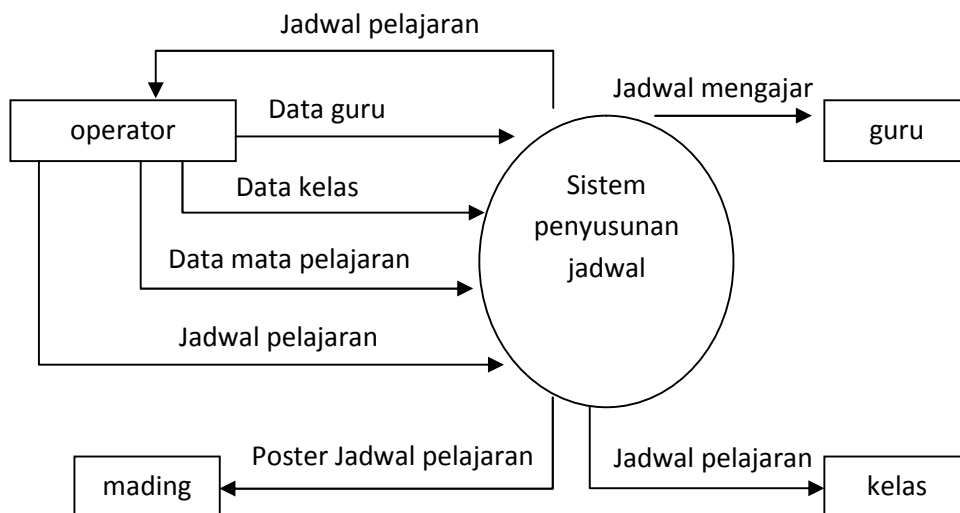 Jadwal pelajaran
Jadwal mengajar
operator
Data guru
guru
Data kelas
Sistem
penyusunan
jadwal
Data mata pelajaran
Jadwal pelajaran
Poster Jadwal pelajaran
Jadwal pelajaran
mading
kelas